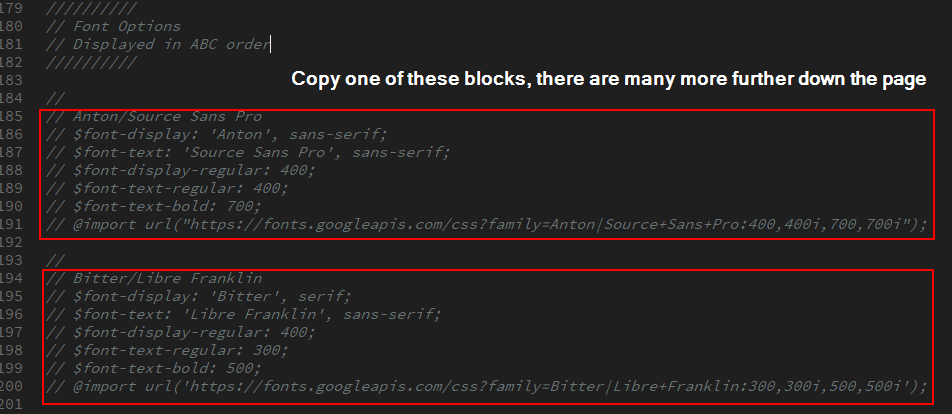 179 //////////
180 // Font Options
181 // Displayed in ABC order
182 //////////
183
Copy one of these blocks, there are many more further down the page
184 //
185 // Anton/Source Sans Pro
186 // $font-display: 'Anton', sans-serif;
187 // $font-text: 'Source Sans Pro', sans-serif;
188 // $font-display-regular: 400;
189 // $font-text-regular: 400;
190 // $font-text-bold: 700;
191 // @import url("https://fonts.googleapis.com/css?family=Anton|Source+Sans+Pro:400,400i,700,700i");
192
193 //
194 // Bitter/Libre Franklin
195 // $font-display: 'Bitter', serif;
196 // $font-text: 'Libre Franklin', sans-serif;
197 // $font-display-regular: 400;
198 // $font-text-regular: 300;
199 // $font-text-bold: 500;
200 // @import url('https://fonts.googleapis.com/css?family=Bitter|Libre+Franklin:300,300i,500,500i');
201